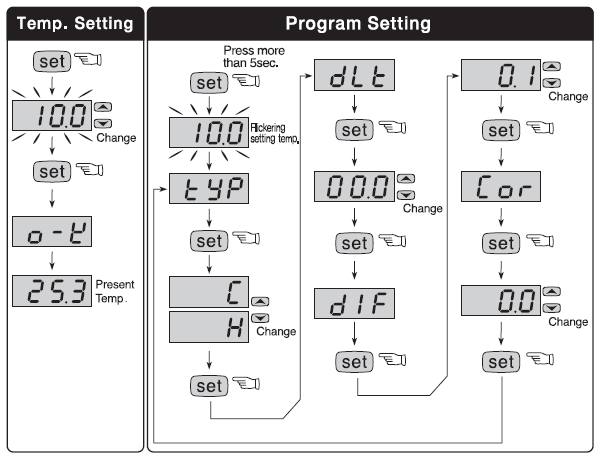 Temp. Setting
set
10.0
Change
set
o-k
25.3
Present
Temp.
Program Setting
Press more
than 5sec.
set
10.0
Flickering
setting temp.
tYP
set
C
H
Change
set
dLt
set
00.0
Change
set
dIF
set
0.1
Change
set
Cor
set
0.0
Change
set